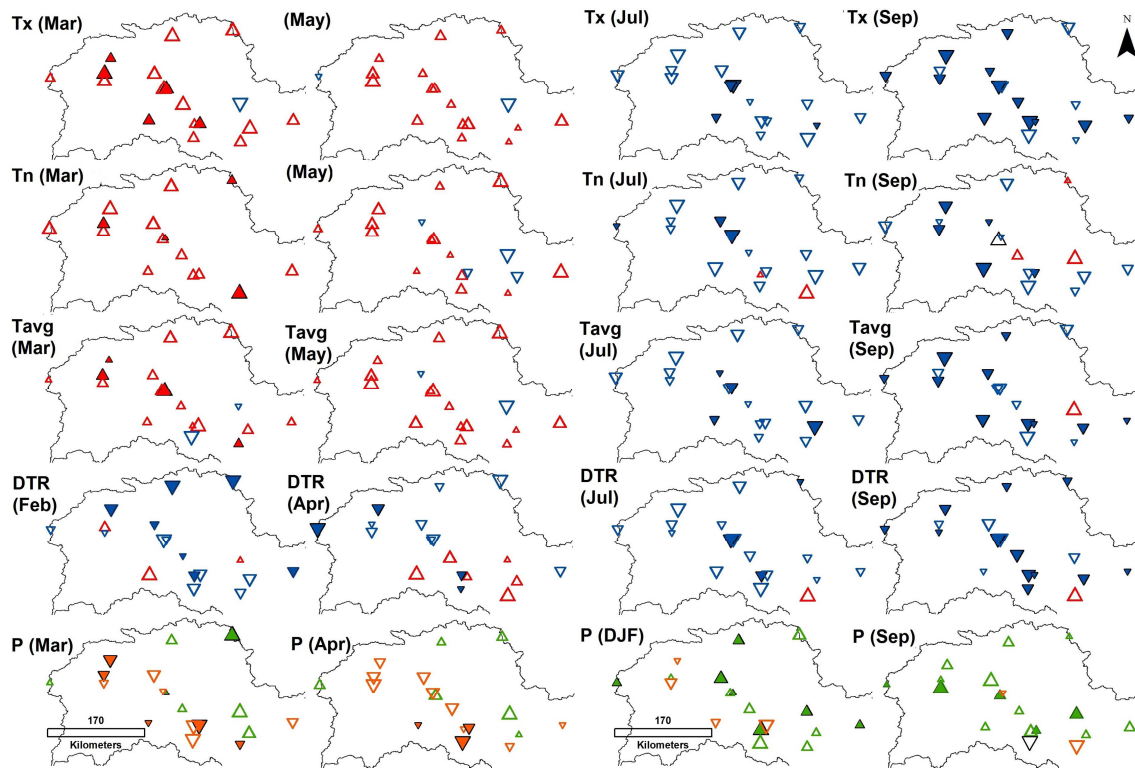 Tx (Mar)
(May)
Tx (Jul)
Tx (Sep)
N
Tn (Mar)
(May)
Tn (Jul)
Tn (Sep)
Tavg
(Mar)
Tavg
(May)
Tavg
(Jul)
Tavg
(Sep)
DTR
(Feb)
DTR
(Apr)
DTR
(Jul)
DTR
(Sep)
P (Mar)
P (Apr)
P (DJF)
P (Sep)
170
Kilometers
170
Kilometers